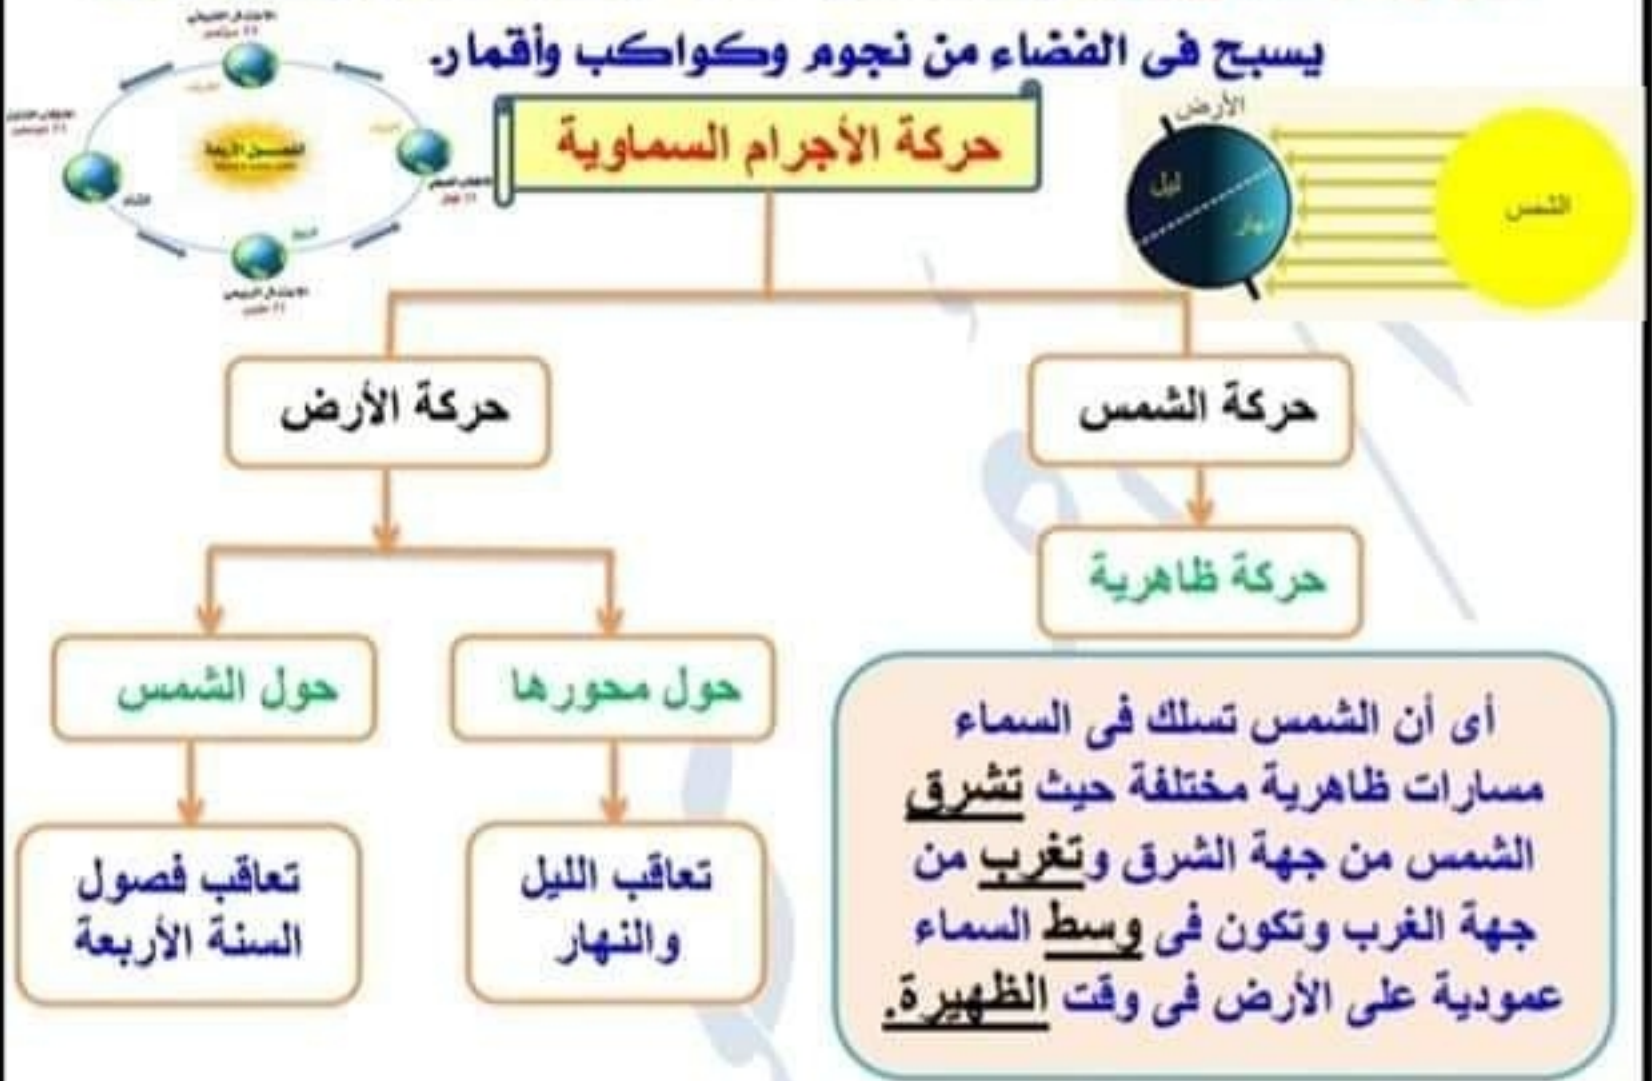 يسبح فى الفضاء من نجوم وكواكب وأقمار.
حركة الأجرام السماوية
الأرض
ليل
نهار
الشمس
حركة الشمس
حركة الأرض
حركة ظاهرية
حول محورها
حول الشمس
أى أن الشمس تسلك فى السماء
مسارات ظاهرية مختلفة حيث تشرق
الشمس من جهة الشرق وتغرب من
جهة الغرب وتكون فى وسط السماء
عمودية على الأرض فى وقت الظهيرة.
تعاقب الليل
والنهار
تعاقب فصول
السنة الأربعة